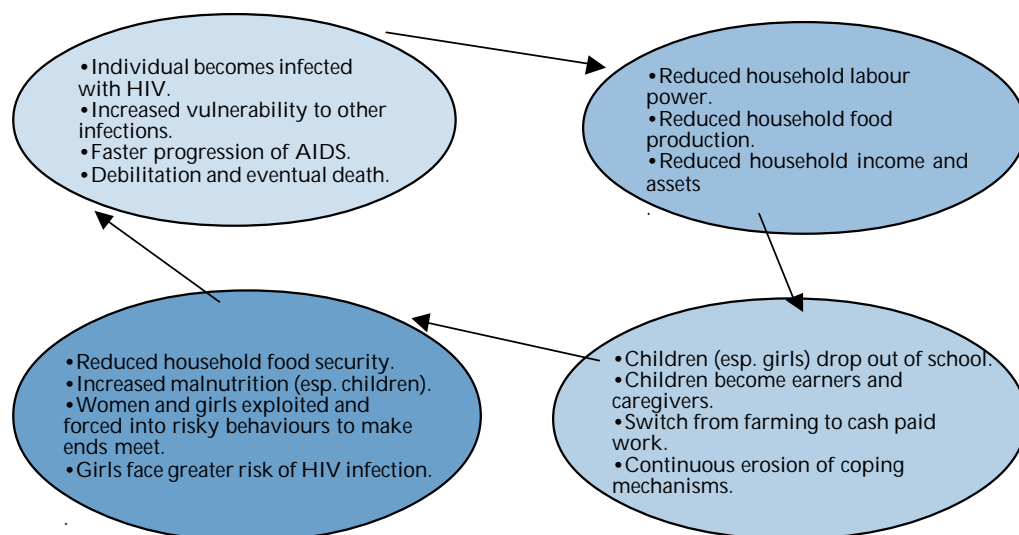 •Individual becomes infected
with HIV.
•Increased vulnerability to other
infections.
•Faster progression of AIDS.
•Debilitation and eventual death.
•Reduced household labour
power.
•Reduced household food
production.
•Reduced household income and
assets
.
•Children (esp. girls) drop out of school.
•Children become earners and
caregivers.
•Switch from farming to cash paid
work.
•Continuous erosion of coping
mechanisms.
•Reduced household food security.
•Increased malnutrition (esp. children).
•Women and girls exploited and
forced into risky behaviours to make
ends meet.
•Girls face greater risk of HIV infection.
.